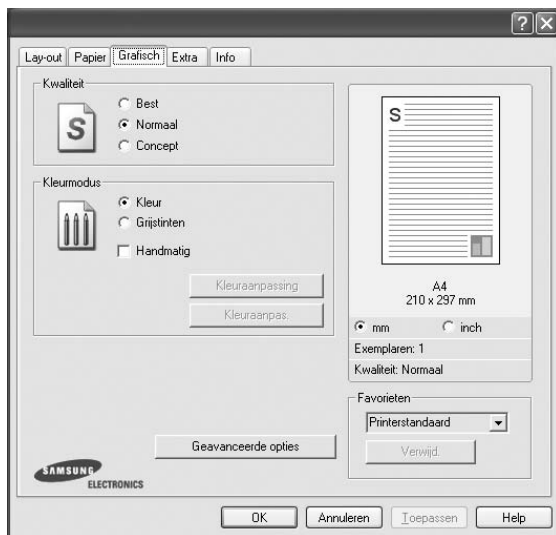 Lay-out Papier Grafisch Extra Info
Kwaliteit
S
Best
Normaal
Concept
Kleurmodus
Kleur
Grijstinten
Handmatig
Kleuraanpassing
Kleuraanpas.
S
A4
210 x 297 mm
mm inch
Exemplaren: 1
Kwaliteit: Normaal
Favorieten
Printerstandaard
Verwijd.
Geavanceerde opties
SAMSUNG
ELECTRONICS
OK Annuleren Toepassen Help